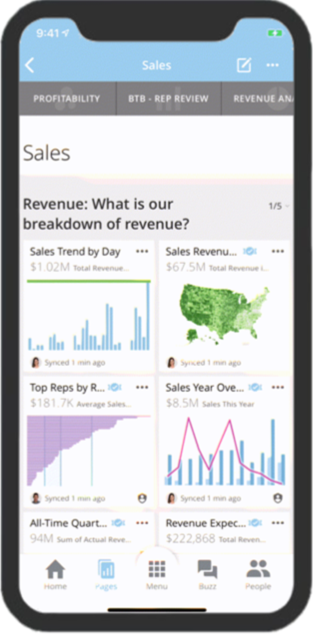 9:41
Sales
PROFITABILITY
BTB - REP REVIEW
REVENUE ANA
Sales
Revenue: What is our
breakdown of revenue?
1/5
Sales Trend by Day
$1.02M Total Revenue...
Synced 1 min ago
Sales Revenu...
$67.5M Total Revenue i...
Synced 1 min ago
Top Reps by R...
$181.7K Average Sales...
Synced 1 min ago
Sales Year Ove...
$8.5M Sales This Year
Synced 1 min ago
All-Time Quart...
94M Sum of Actual Reve...
Revenue Expec...
$222,868 Total Reven...
Home
Pages
Menu
Buzz
People